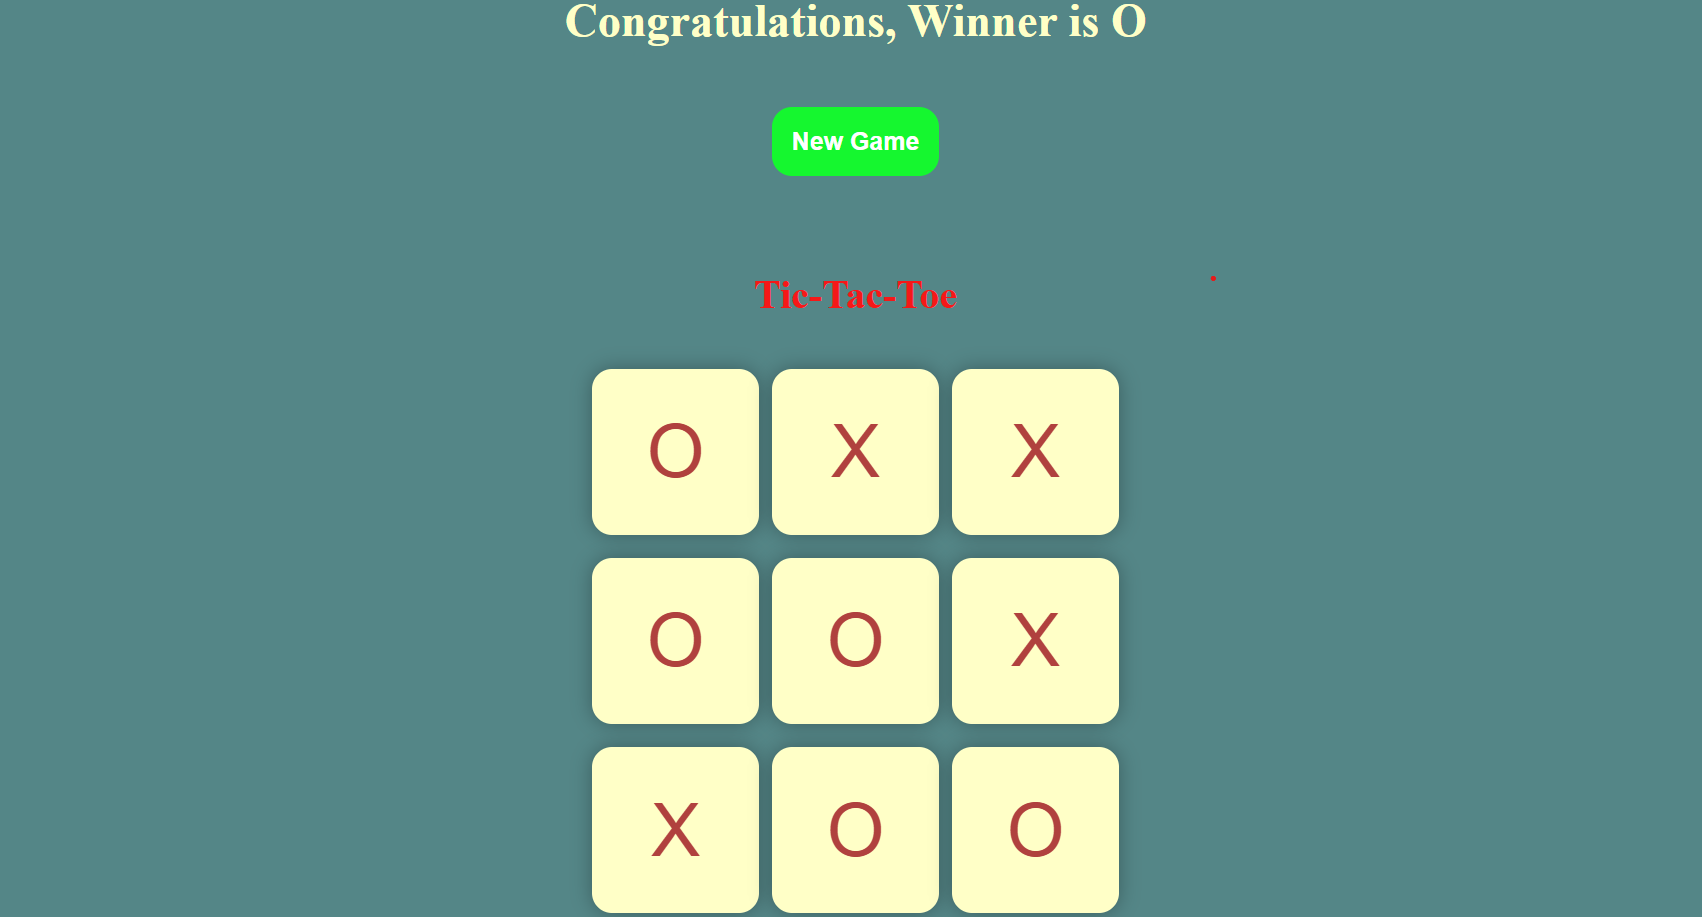 Congratulations, Winner is O
New Game
Tic-Tac-Toe
O X X
O O X
X O O